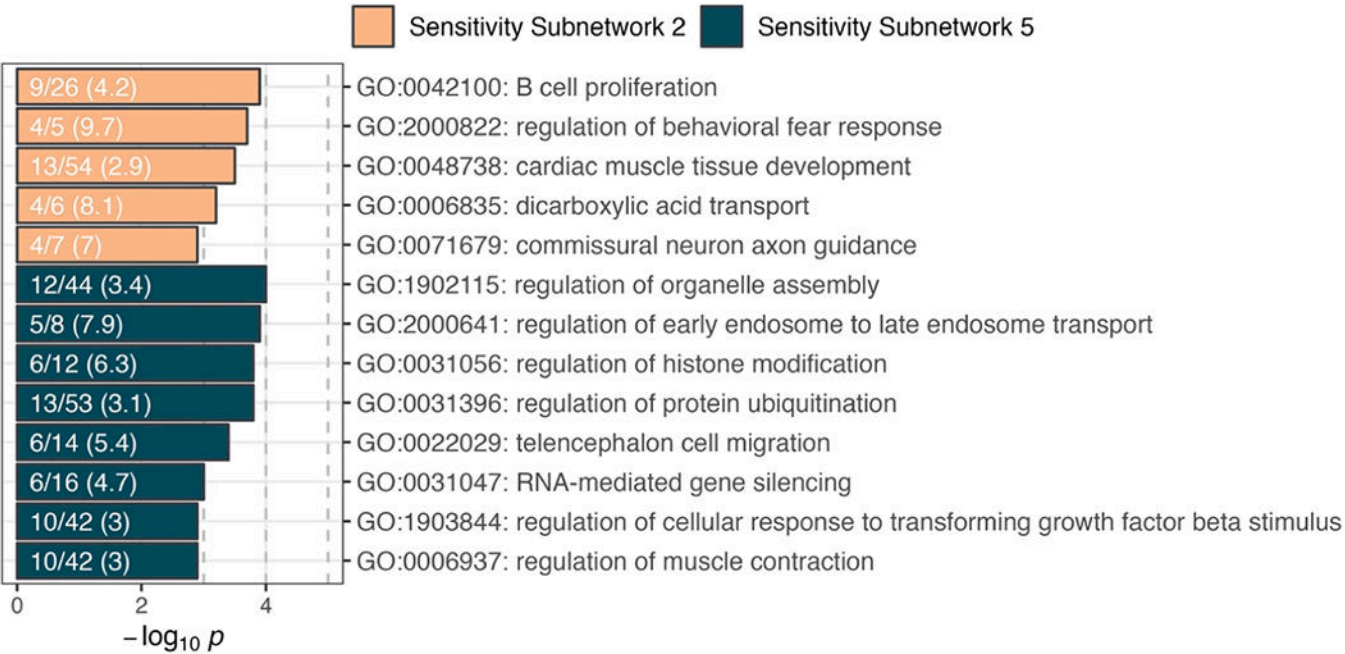 Sensitivity Subnetwork 2 Sensitivity Subnetwork 5
9/26 (4.2) GO:0042100: B cell proliferation
4/5 (9.7) GO:2000822: regulation of behavioral fear response
13/54 (2.9) GO:0048738: cardiac muscle tissue development
4/6 (8.1) GO:0006835: dicarboxylic acid transport
4/7 (7) GO:0071679: commissural neuron axon guidance
12/44 (3.4) GO:1902115: regulation of organelle assembly
5/8 (7.9) GO:2000641: regulation of early endosome to late endosome transport
6/12 (6.3) GO:0031056: regulation of histone modification
13/53 (3.1) GO:0031396: regulation of protein ubiquitination
6/14 (5.4) GO:0022029: telencephalon cell migration
6/16 (4.7) GO:0031047: RNA-mediated gene silencing
10/42 (3) GO:1903844: regulation of cellular response to transforming growth factor beta stimulus
10/42 (3) GO:0006937: regulation of muscle contraction
0 2 4
−log₁₀ p